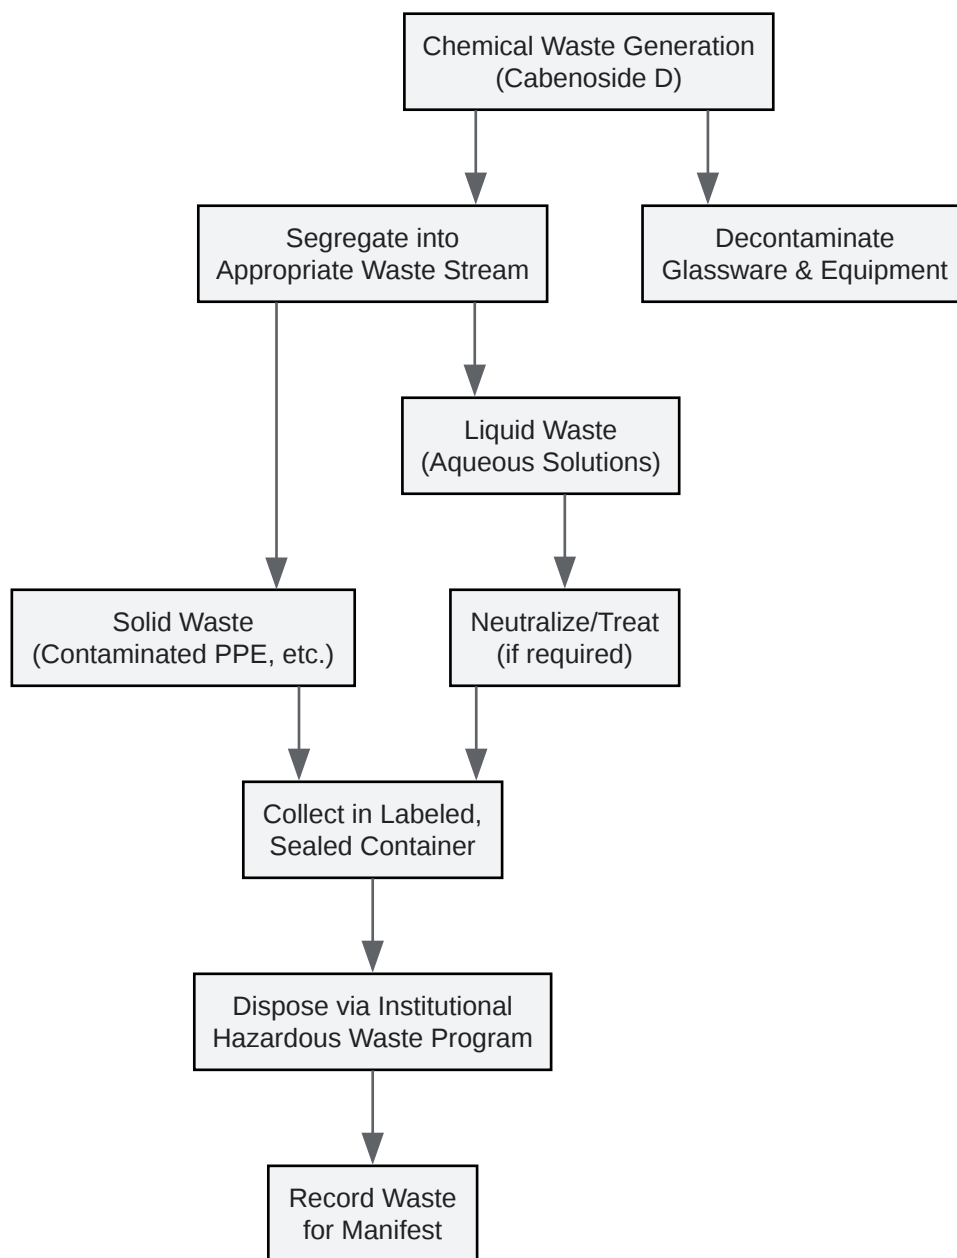 Chemical Waste Generation
(Cabenoside D)
Segregate into
Appropriate Waste Stream
Decontaminate
Glassware & Equipment
Liquid Waste
(Aqueous Solutions)
Solid Waste
(Contaminated PPE, etc.)
Neutralize/Treat
(if required)
Collect in Labeled,
Sealed Container
Dispose via Institutional
Hazardous Waste Program
Record Waste
for Manifest